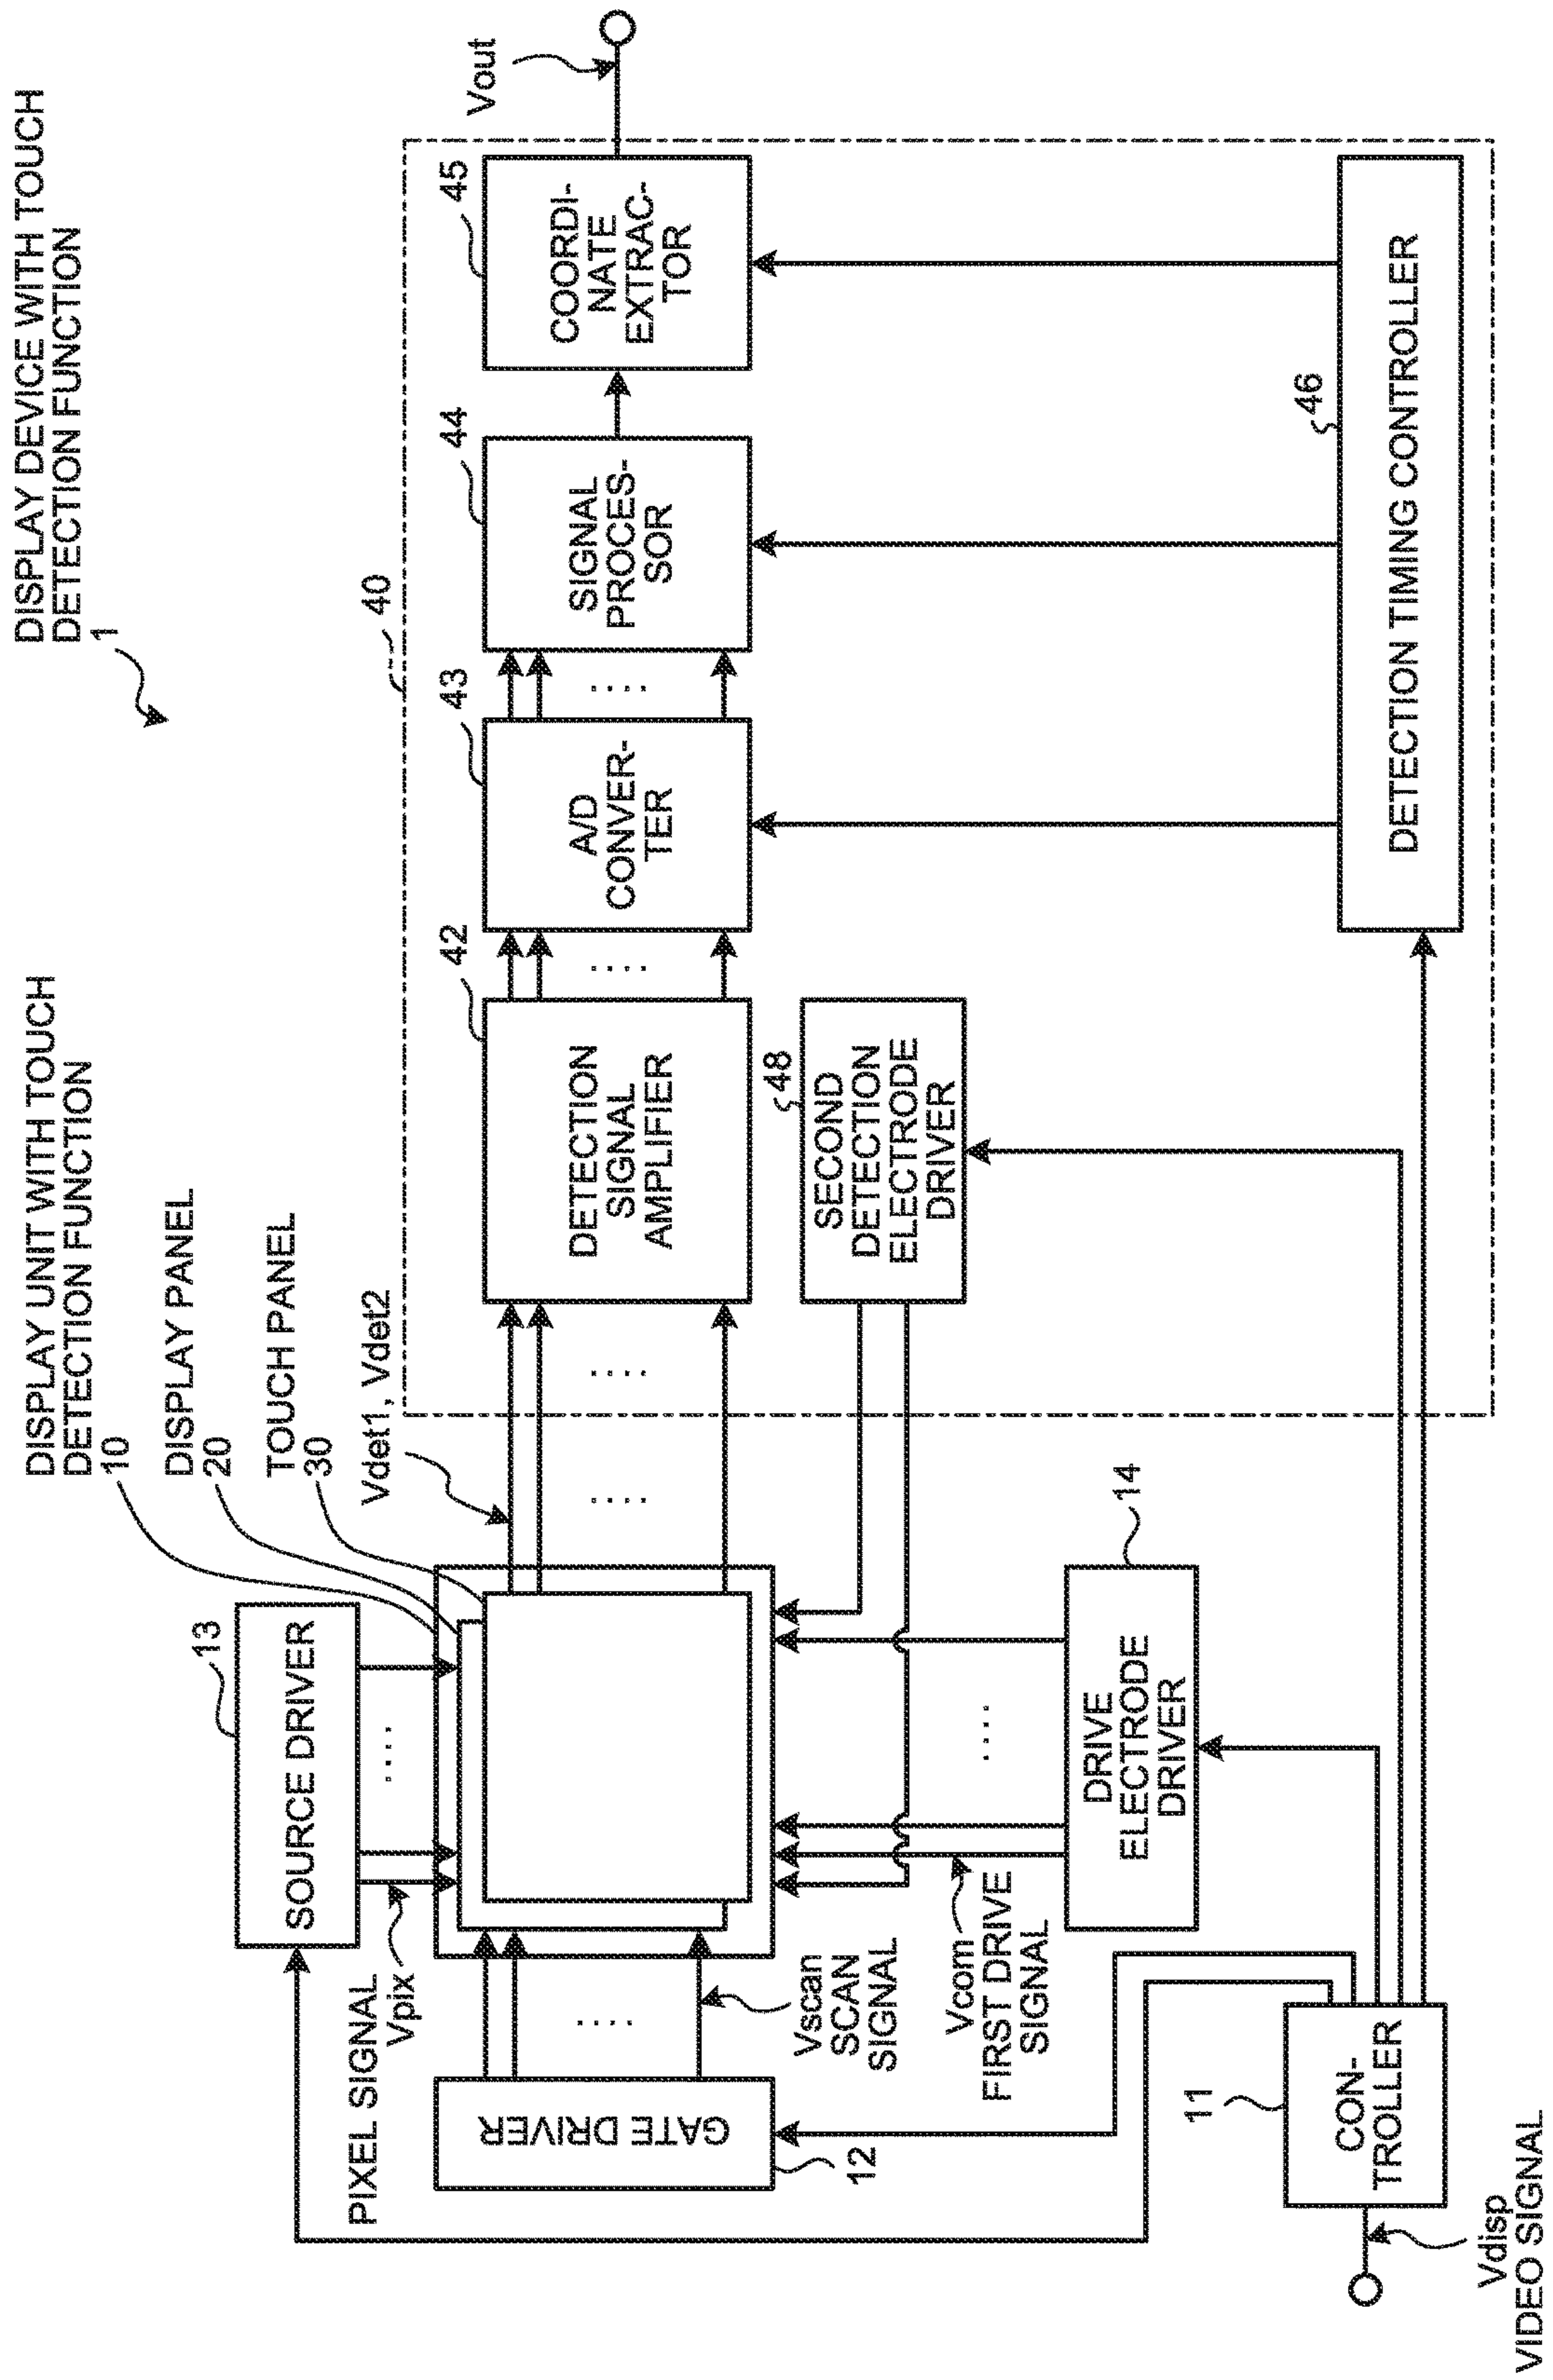 DISPLAY DEVICE WITH TOUCH
DETECTION FUNCTION
1
DISPLAY UNIT WITH TOUCH
DETECTION FUNCTION
10
DISPLAY PANEL
20
TOUCH PANEL
30
13
SOURCE DRIVER
PIXEL SIGNAL
Vpix
Vdet1, Vdet2
40
42
DETECTION
SIGNAL
AMPLIFIER
43
A/D
CONVER-
TER
44
SIGNAL
PROCES-
SOR
45
COORDI-
NATE
EXTRAC-
TOR
Vout
GATE DRIVER
12
Vscan
SCAN
SIGNAL
48
SECOND
DETECTION
ELECTRODE
DRIVER
Vcom
FIRST DRIVE
SIGNAL
14
DRIVE
ELECTRODE
DRIVER
11
CON-
TROLLER
Vdisp
VIDEO SIGNAL
46
DETECTION TIMING CONTROLLER